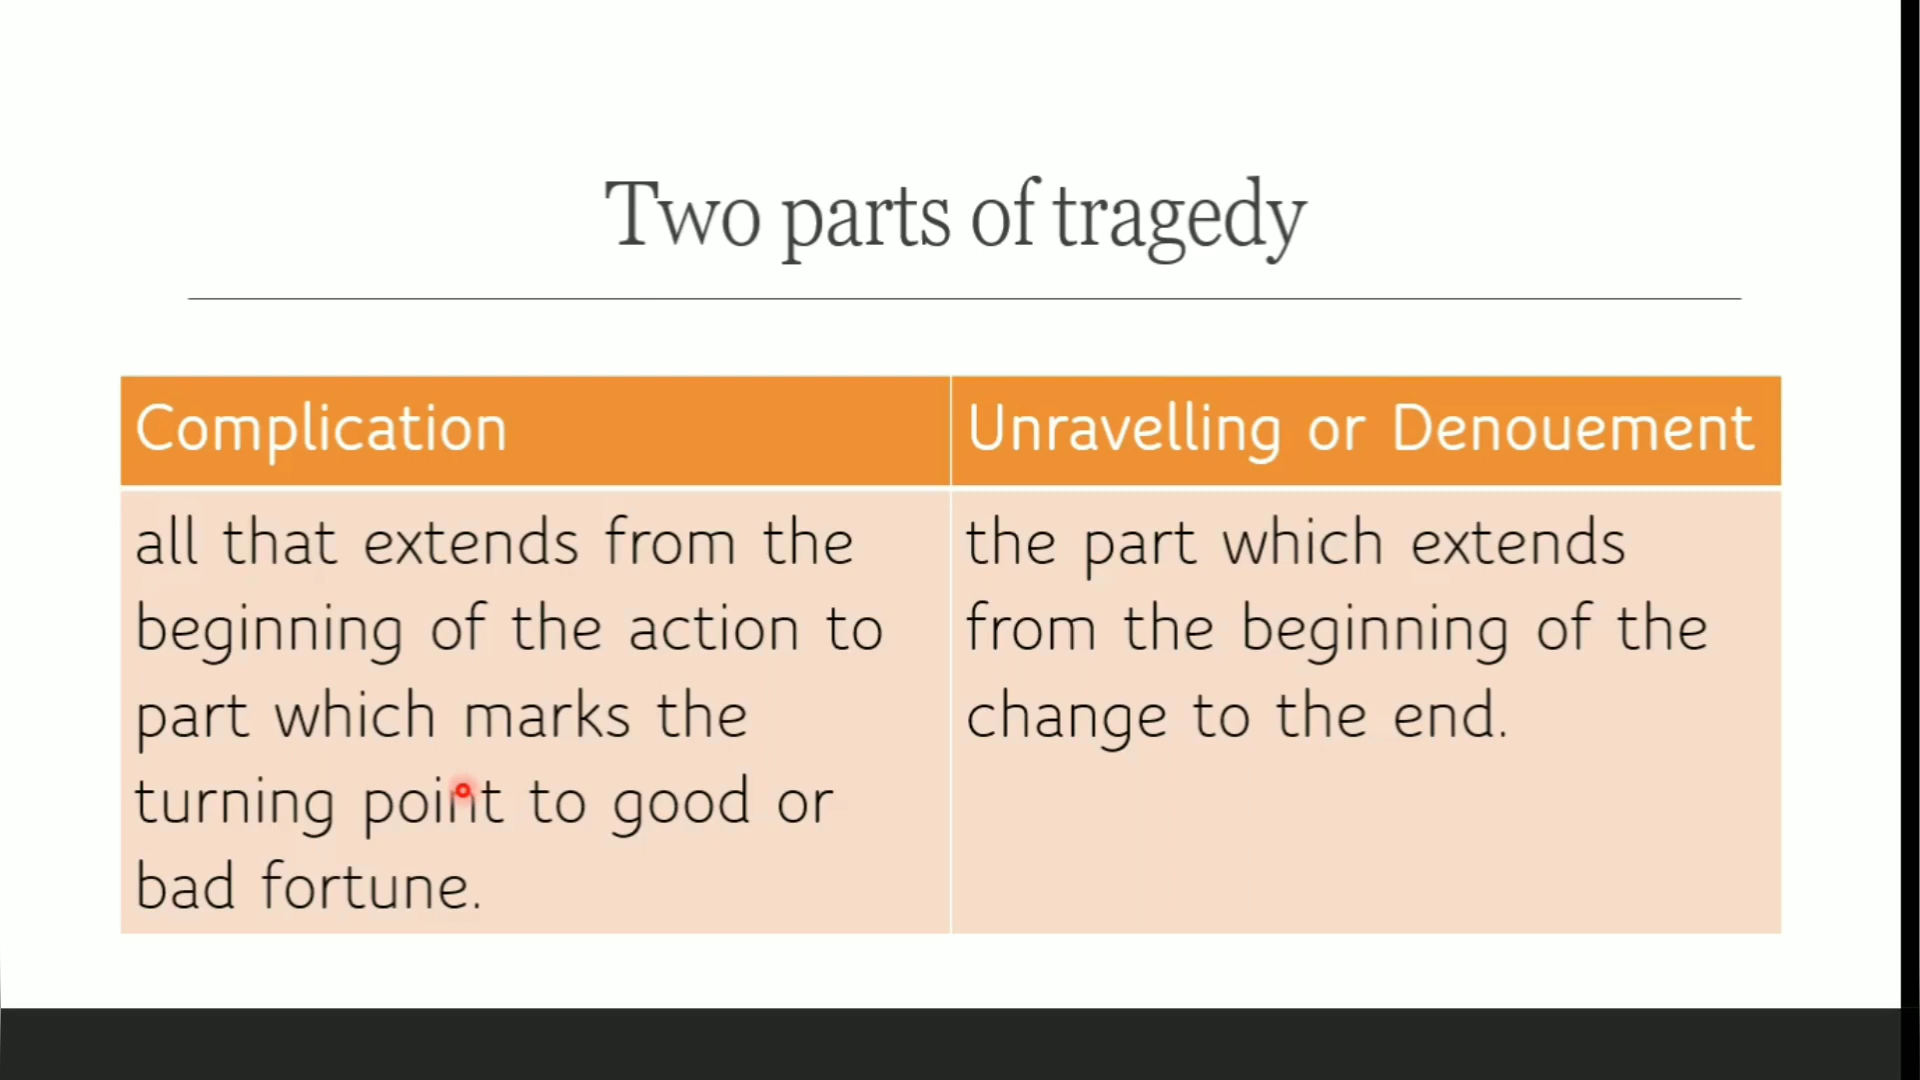 Two parts of tragedy
Complication
all that extends from the
beginning of the action to
part which marks the
turning point to good or
bad fortune.
Unravelling or Denouement
the part which extends
from the beginning of the
change to the end.